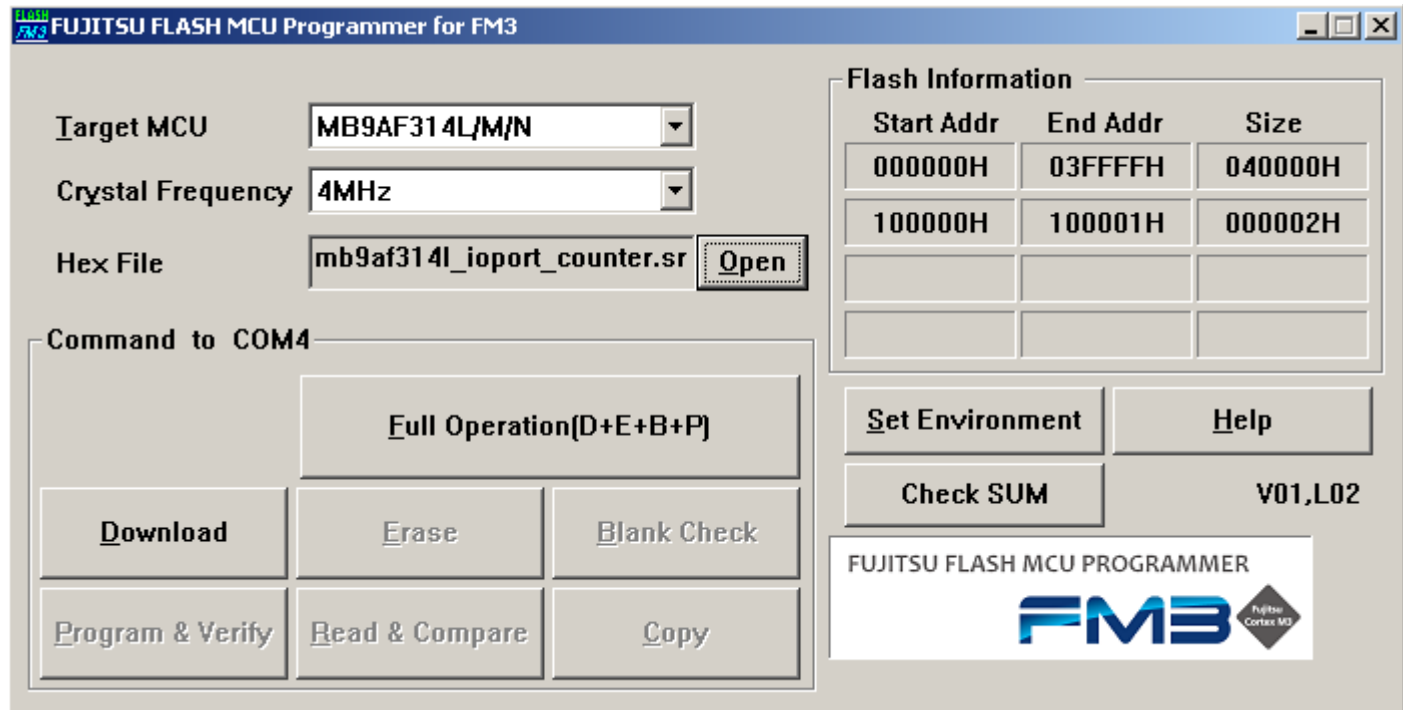 FLASH
FM3
FUJITSU FLASH MCU Programmer for FM3
Target MCU
MB9AF314L/M/N
Crystal Frequency
4MHz
Hex File
mb9af314l_ioport_counter.sr
Open
Command to COM4
Full Operation(D+E+B+P)
Download
Erase
Blank Check
Program & Verify
Read & Compare
Copy
Flash Information
Start Addr End Addr Size
000000H 03FFFFH 040000H
100000H 100001H 000002H
Set Environment
Help
Check SUM
V01,L02
FUJITSU FLASH MCU PROGRAMMER
FM3
Fujitsu
Cortex M3